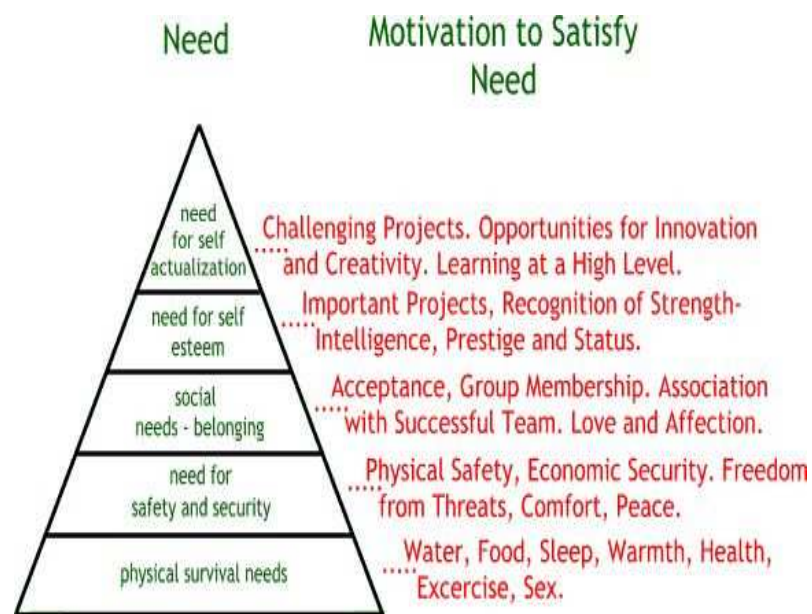 Need
Motivation to Satisfy
Need
need
for self
actualization
.....
Challenging Projects. Opportunities for Innovation
and Creativity. Learning at a High Level.
need for self
esteem
.....
Important Projects, Recognition of Strength-
Intelligence, Prestige and Status.
social
needs - belonging
.....
Acceptance, Group Membership. Association
with Successful Team. Love and Affection.
need for
safety and security
.....
Physical Safety, Economic Security. Freedom
from Threats, Comfort, Peace.
physical survival needs
.....
Water, Food, Sleep, Warmth, Health,
Excercise, Sex.